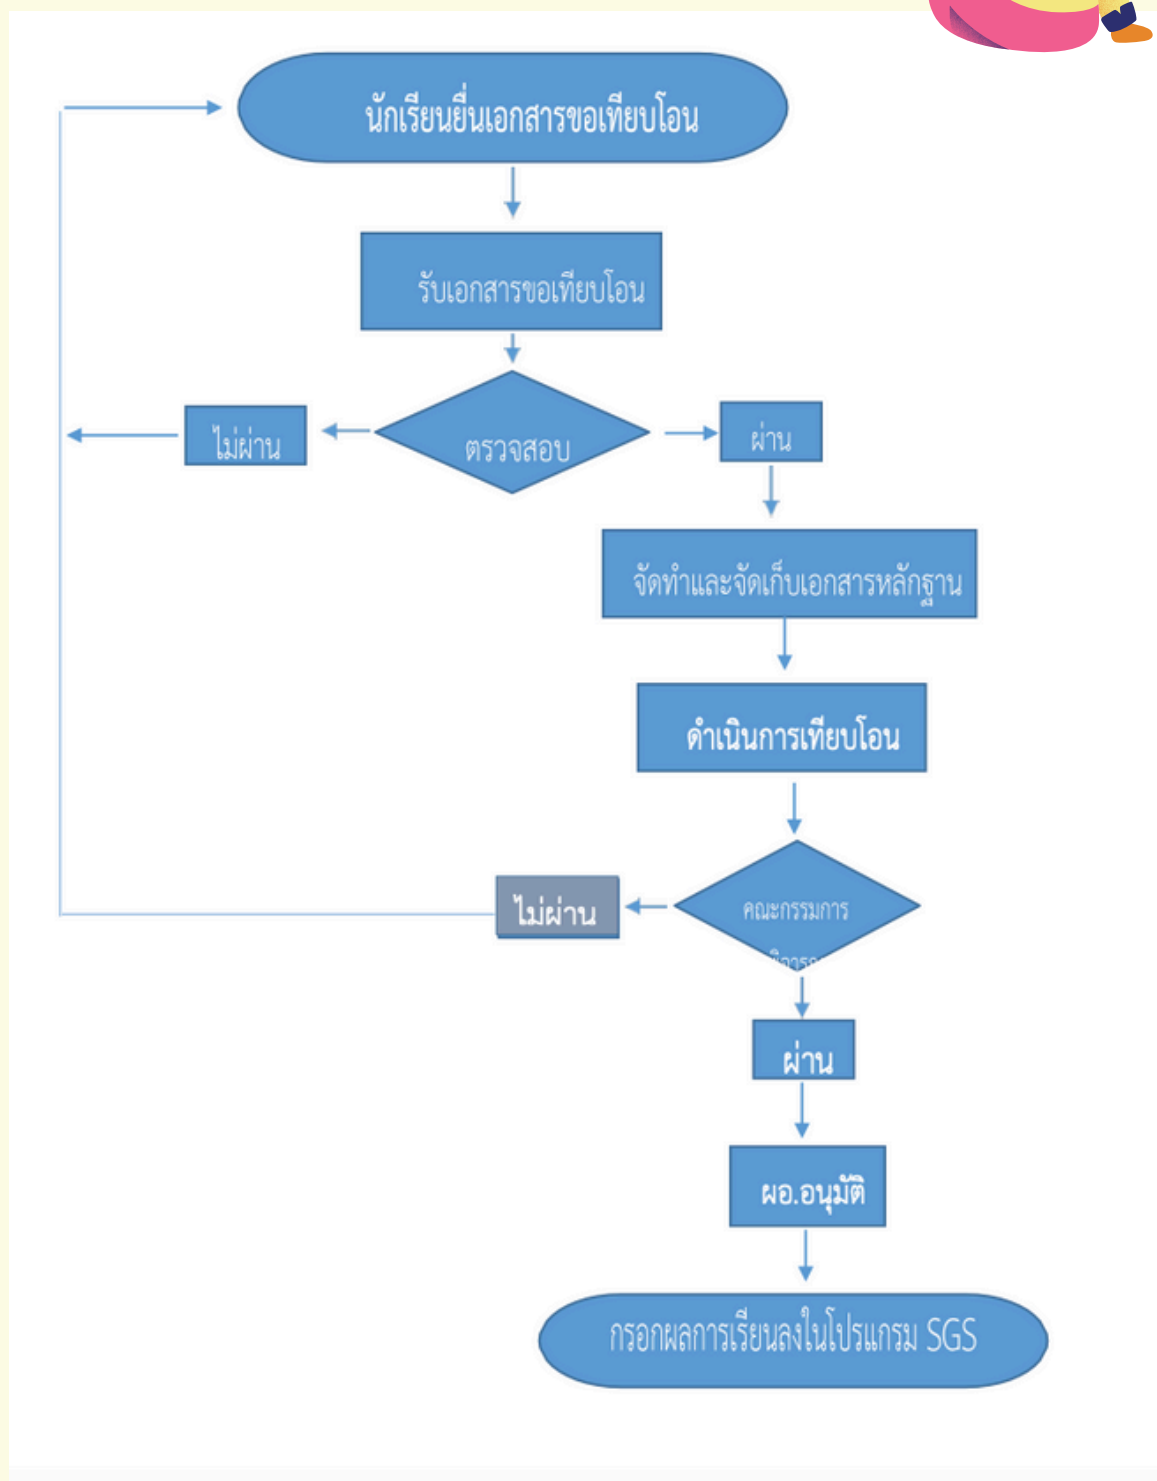 นักเรียนยื่นเอกสารขอเทียบโอน
รับเอกสารขอเทียบโอน
ไม่ผ่าน
ตรวจสอบ
ผ่าน
จัดทำและจัดเก็บเอกสารหลักฐาน
ดำเนินการเทียบโอน
ไม่ผ่าน
คณะกรรมการ
ผ่าน
ผอ.อนุมัติ
กรอกผลการเรียนลงในโปรแกรม SGS